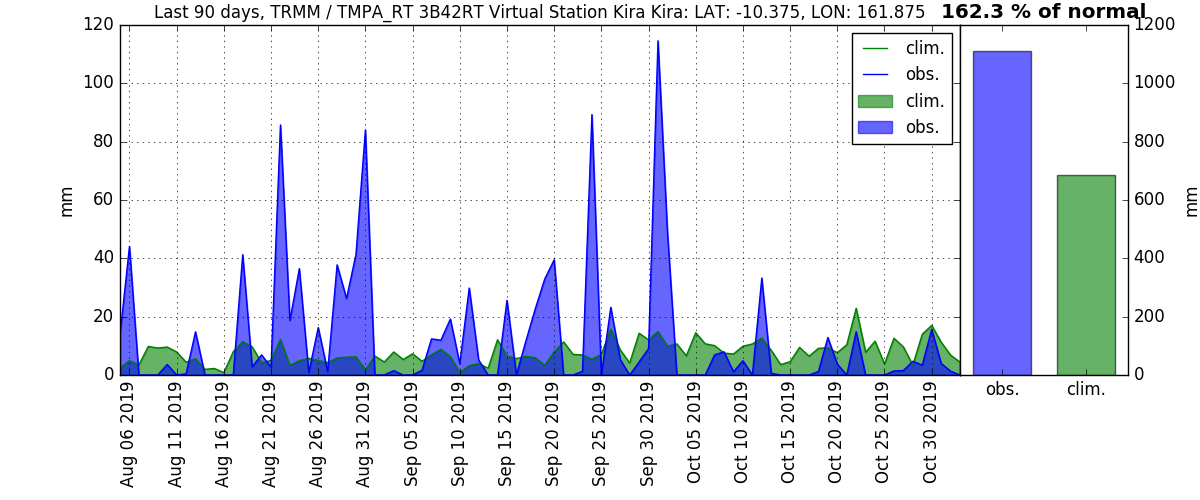 Last 90 days, TRMM / TMPA_RT 3B42RT Virtual Station Kira Kira: LAT: -10.375, LON: 161.875 162.3 % of normal
120
100
80
60
40
20
0
mm
clim.
obs.
clim.
obs.
1200
1000
800
600
400
200
0
mm
Aug 06 2019
Aug 11 2019
Aug 16 2019
Aug 21 2019
Aug 26 2019
Aug 31 2019
Sep 05 2019
Sep 10 2019
Sep 15 2019
Sep 20 2019
Sep 25 2019
Sep 30 2019
Oct 05 2019
Oct 10 2019
Oct 15 2019
Oct 20 2019
Oct 25 2019
Oct 30 2019
obs.
clim.